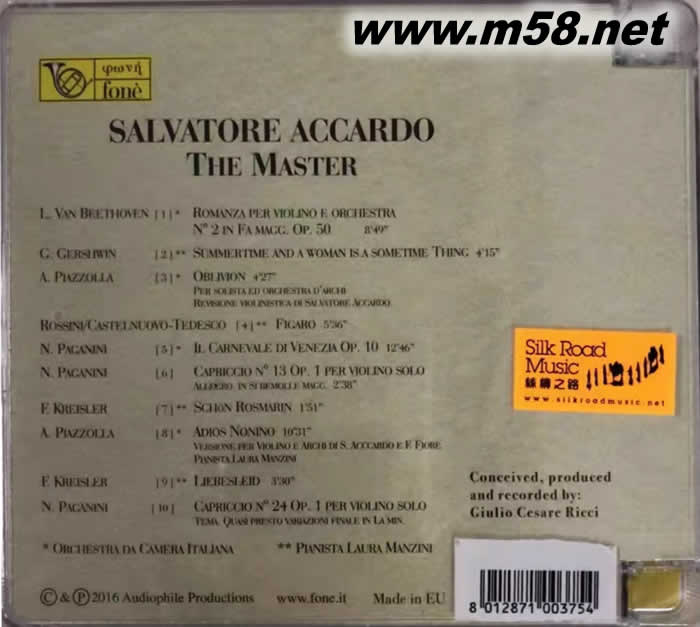 www.m58.net
φωνή
fonè
SALVATORE ACCARDO
THE MASTER
L. VAN BEETHOVEN [1]* ROMANZA PER VIOLINO E ORCHESTRA
N° 2 IN FA MAGG. OP. 50 8'49"
G. GERSHWIN [2]** SUMMERTIME AND A WOMAN IS A SOMETIME THING 4'15"
A. PIAZZOLLA [3]* OBLIVION 4'27"
PER SOLISTA ED ORCHESTRA D'ARCHI
REVISIONE VIOLINISTICA DI SALVATORE ACCARDO
ROSSINI/CASTELNUOVO-TEDESCO [4]** FIGARO 5'36"
N. PAGANINI [5]* IL CARNEVALE DI VENEZIA OP. 10 12'46"
N. PAGANINI [6] CAPRICCIO N° 13 OP. 1 PER VIOLINO SOLO
ALLEGRO IN SI BEMOLLE MAGG. 2'38"
F. KREISLER [7]** SCHÖN ROSMARIN 1'51"
A. PIAZZOLLA [8]* ADIOS NONINO 10'31"
VERSIONE PER VIOLINO E ARCHI DI S. ACCCARDO E F. FIORE
PIANISTA LAURA MANZINI
F. KREISLER [9]** LIEBESLEID 3'30"
N. PAGANINI [10] CAPRICCIO N° 24 OP. 1 PER VIOLINO SOLO
TEMA. QUASI PRESTO VARIAZIONI FINALE IN LA MIN.
* ORCHESTRA DA CAMERA ITALIANA ** PIANISTA LAURA MANZINI
Silk Road
Music
絲綢之路
www.silkroadmusic.net
Conceived, produced
and recorded by:
Giulio Cesare Ricci
© & ℗ 2016 Audiophile Productions www.fone.it Made in EU
8 012871 003754